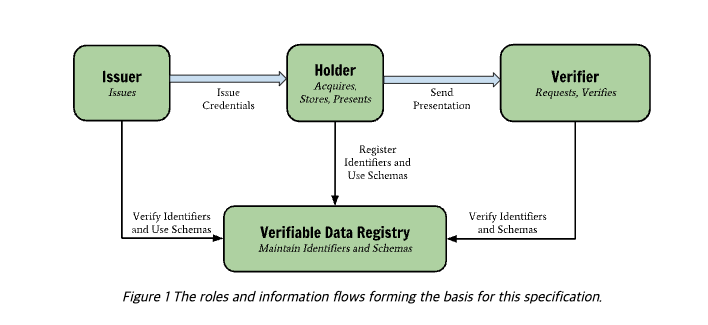 Issuer
Issues
Issue
Credentials
Holder
Acquires,
Stores, Presents
Send
Presentation
Verifier
Requests, Verifies
Register
Identifiers and
Use Schemas
Verify Identifiers
and Use Schemas
Verifiable Data Registry
Maintain Identifiers and Schemas
Verify Identifiers
and Schemas
Figure 1 The roles and information flows forming the basis for this specification.